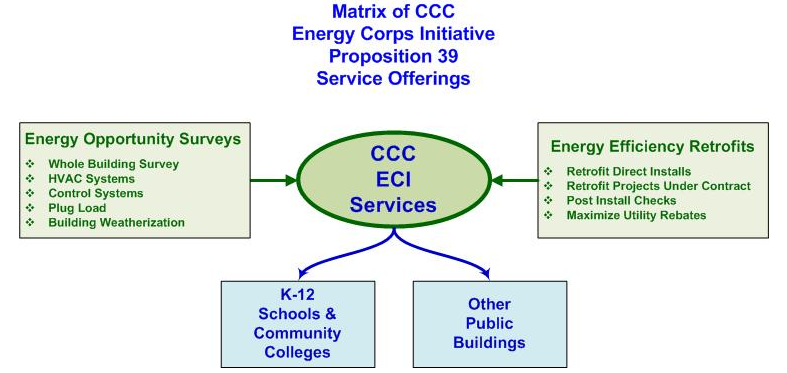 Matrix of CCC
Energy Corps Initiative
Proposition 39
Service Offerings
Energy Opportunity Surveys
❖ Whole Building Survey
❖ HVAC Systems
❖ Control Systems
❖ Plug Load
❖ Building Weatherization
CCC
ECI
Services
Energy Efficiency Retrofits
❖ Retrofit Direct Installs
❖ Retrofit Projects Under Contract
❖ Post Install Checks
❖ Maximize Utility Rebates
K-12
Schools &
Community
Colleges
Other
Public
Buildings